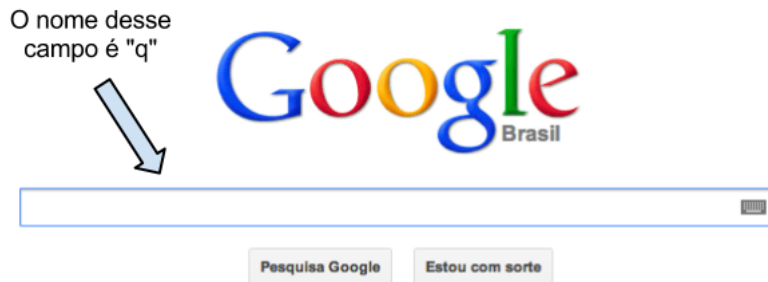 O nome desse
campo é "q"
Google
Brasil
Pesquisa Google
Estou com sorte